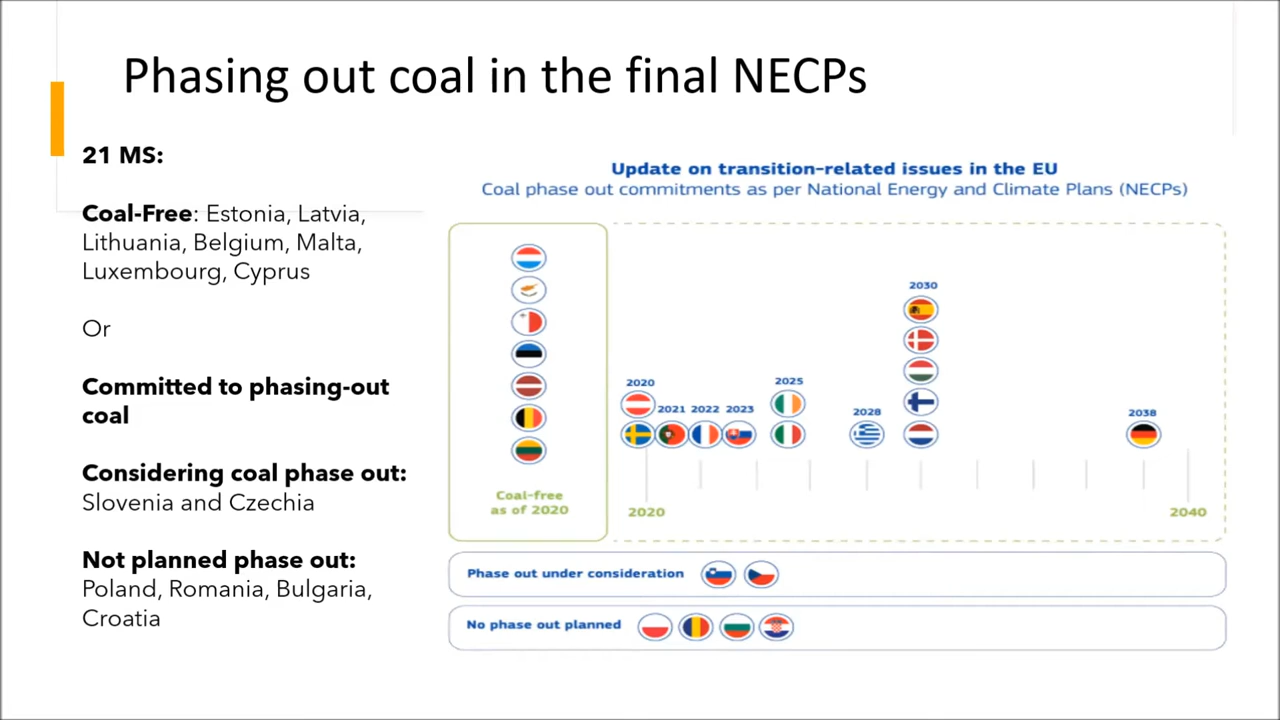 Phasing out coal in the final NECPs
21 MS:
Coal-Free: Estonia, Latvia,
Lithuania, Belgium, Malta,
Luxembourg, Cyprus
Or
Committed to phasing-out
coal
Considering coal phase out:
Slovenia and Czechia
Not planned phase out:
Poland, Romania, Bulgaria,
Croatia
Update on transition-related issues in the EU
Coal phase out commitments as per National Energy and Climate Plans (NECPs)
2030
2020
2025
2021
2022
2023
2028
2038
Coal-free
as of 2020
2020
2040
Phase out under consideration
No phase out planned